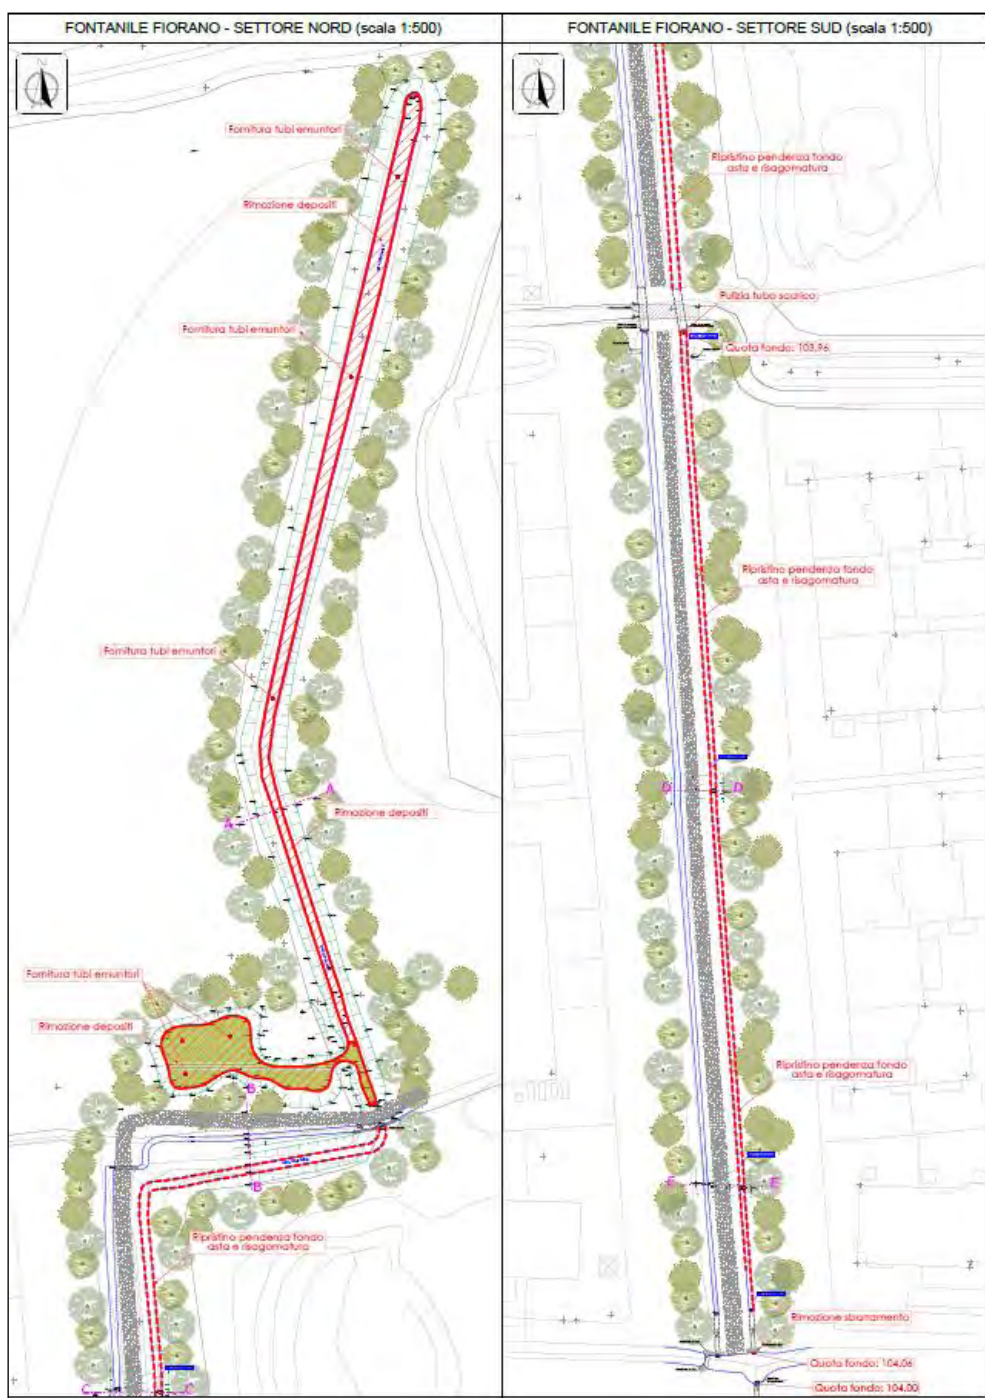 FONTANILE FIORANO - SETTORE NORD (scala 1:500)
N
Fornitura tubi emuntori
Rimozione depositi
Fornitura tubi emuntori
Fornitura tubi emuntori
A
A
Rimozione depositi
Fornitura tubi emuntori
Rimozione depositi
B
B
Ripristino pendenza fondo
asta e risagomatura
C
C
FONTANILE FIORANO - SETTORE SUD (scala 1:500)
N
Ripristino pendenza fondo
asta e risagomatura
Pulizia tubo scarico
Quota fondo: 103,96
Ripristino pendenza fondo
asta e risagomatura
D
D
Ripristino pendenza fondo
asta e risagomatura
E
E
Rimozione sbarramento
Quota fondo: 104,06
Quota fondo: 104,00